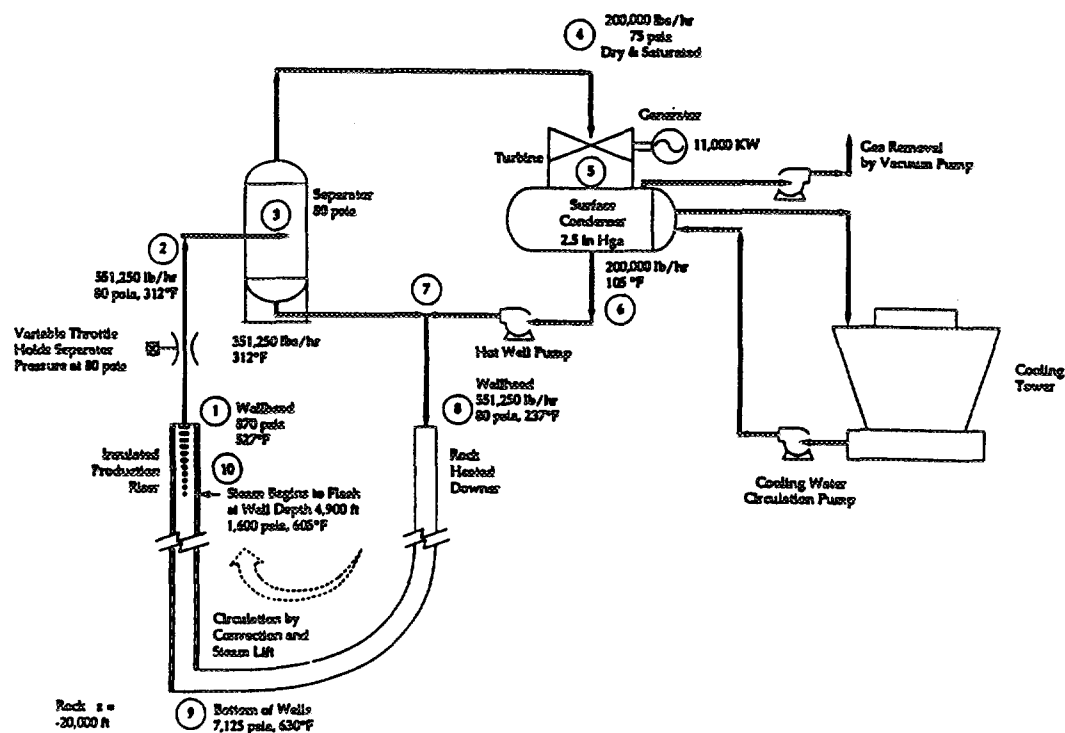 4
200,000 lbs/hr
75 psia
Dry & Saturated
Generator
11,000 KW
Turbine
5
Gas Removal
by Vacuum Pump
Separator
80 psia
3
Surface
Condenser
2.5 in Hga
2
551,250 lb/hr
80 psia, 312°F
200,000 lb/hr
105 °F
6
7
Variable Throttle
Holds Separator
Pressure at 80 psia
351,250 lbs/hr
312°F
Hot Well Pump
Cooling
Tower
1
Wellhead
870 psia
527°F
8
Wellhead
551,250 lb/hr
80 psia, 237°F
Insulated
Production
Riser
10
Steam Begins to Flash
at Well Depth 4,900 ft
1,600 psia, 605°F
Rock
Heated
Downer
Cooling Water
Circulation Pump
Circulation by
Convection and
Steam Lift
Rock z =
-20,000 ft
9
Bottom of Wells
7,125 psia, 630°F